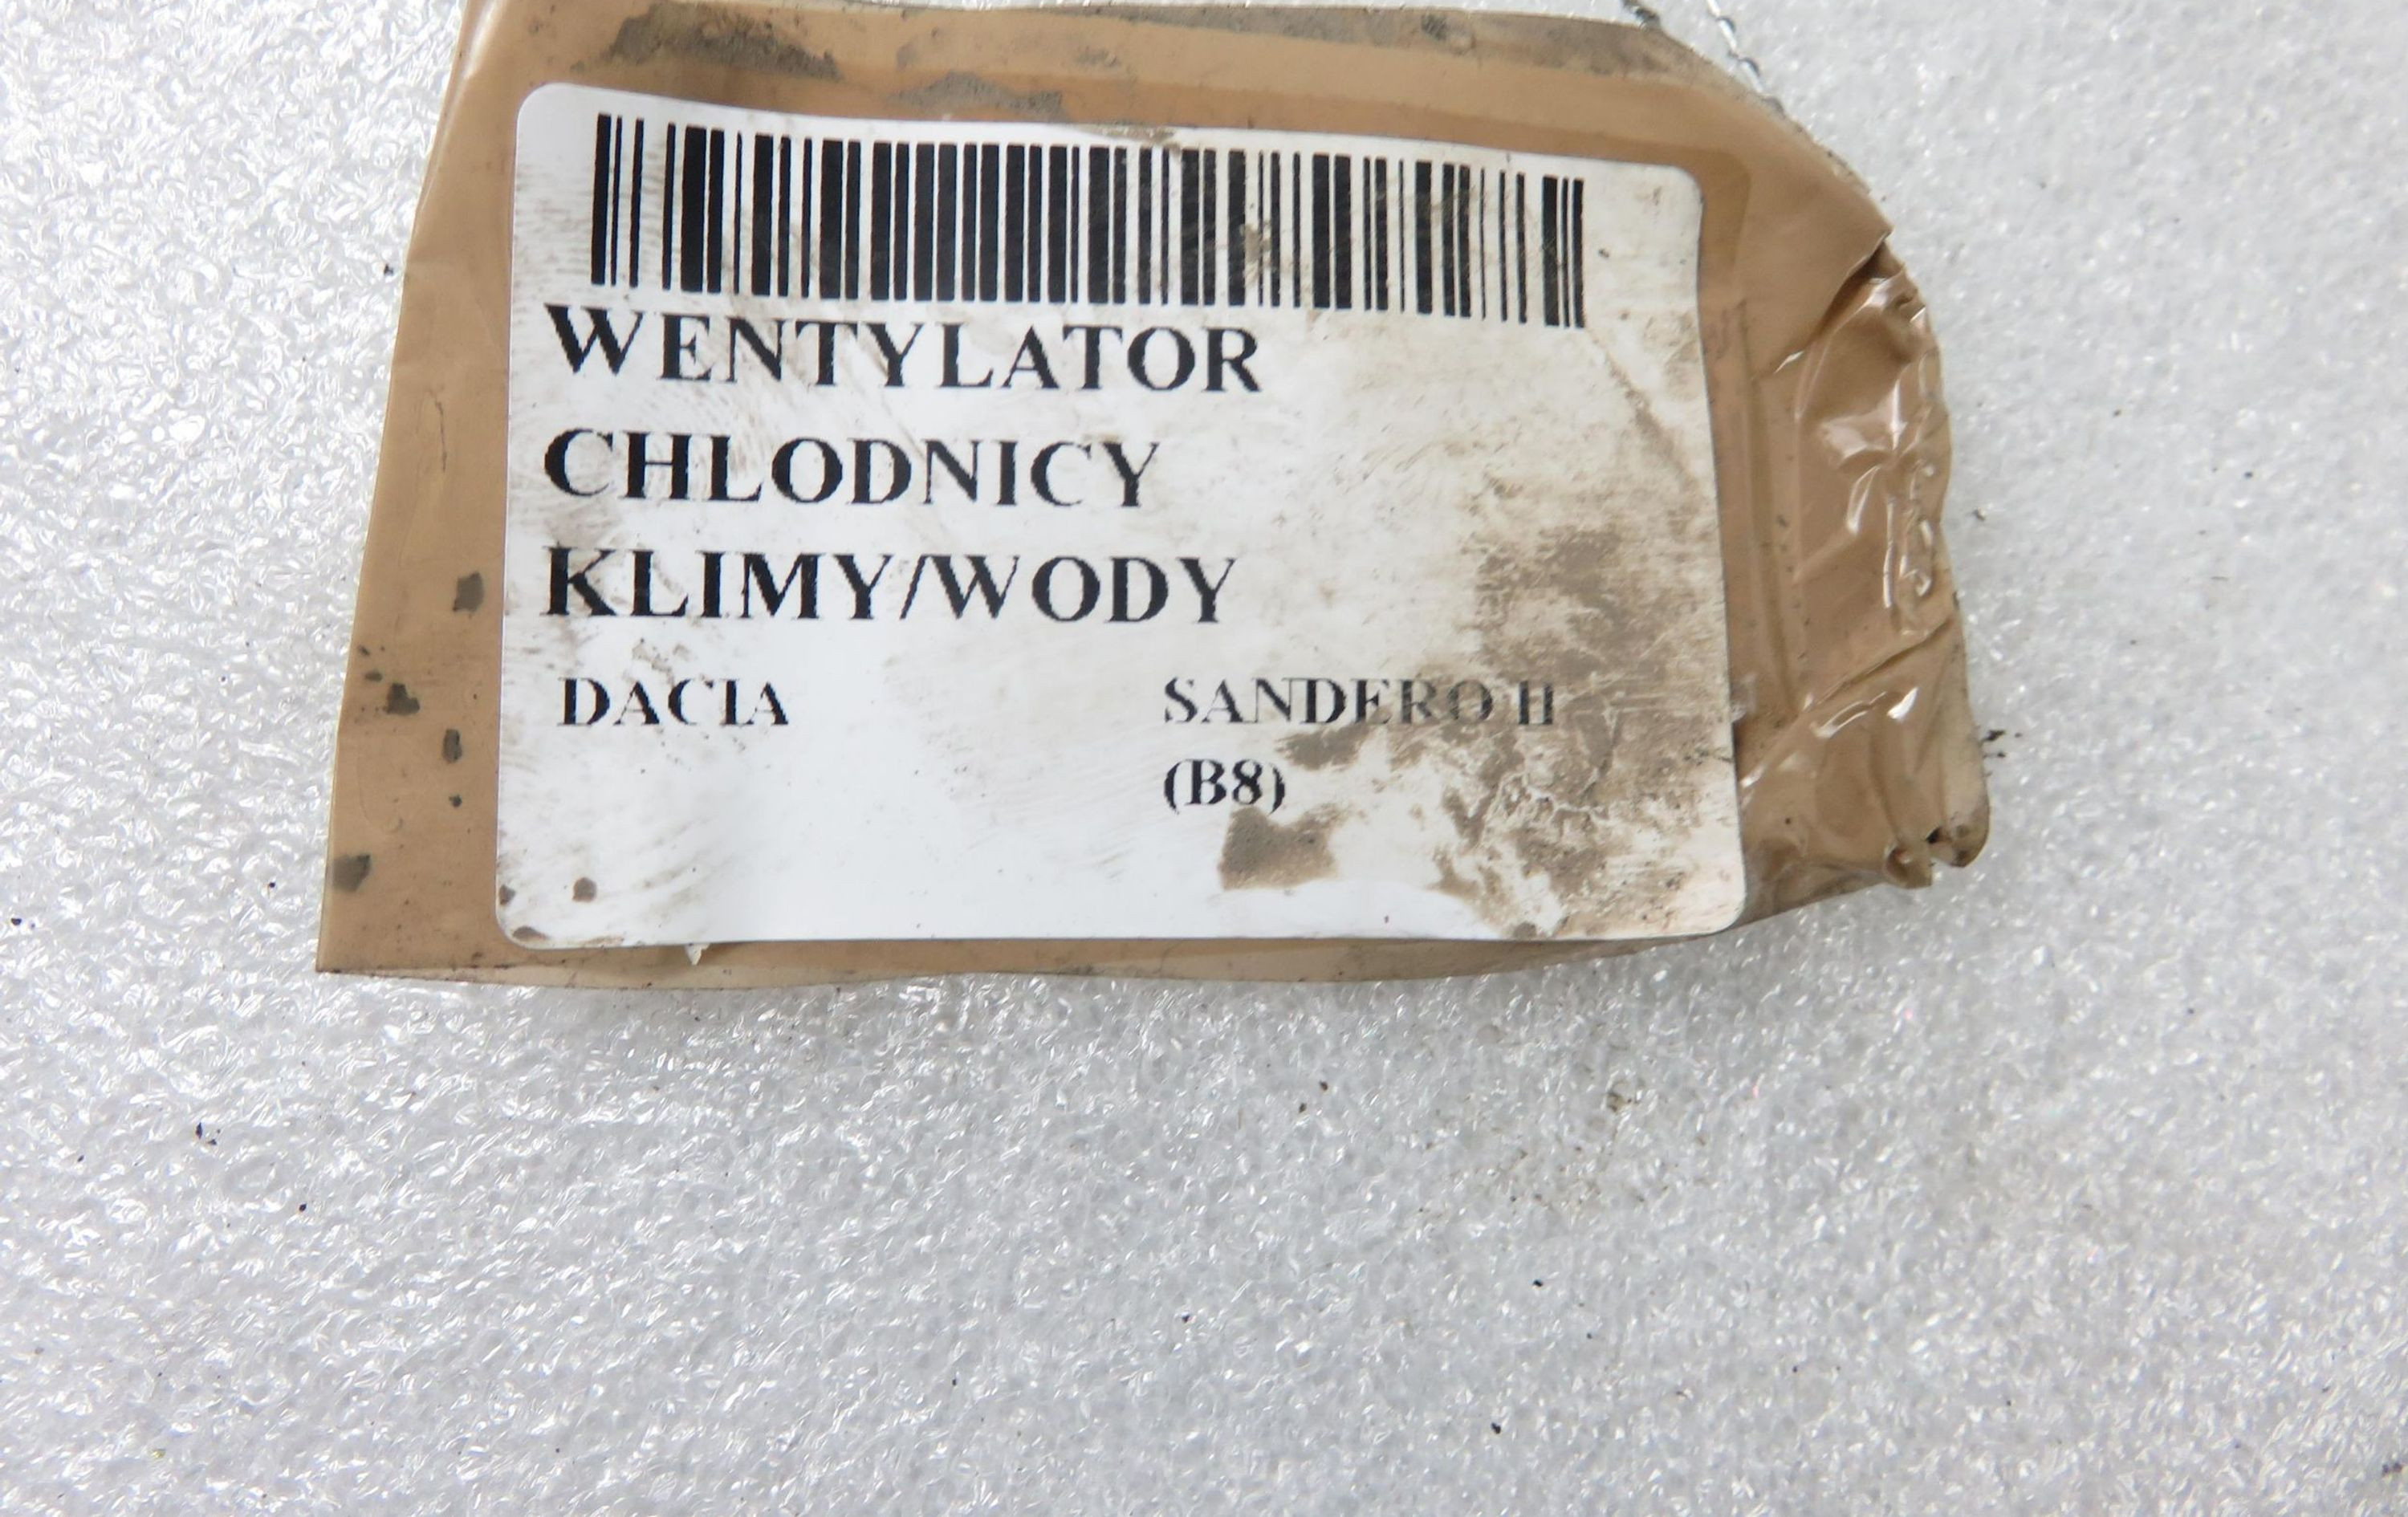 WENTYLATOR
CHLODNICY
KLIMY/WODY
DACIA SANDERO II
(B8)